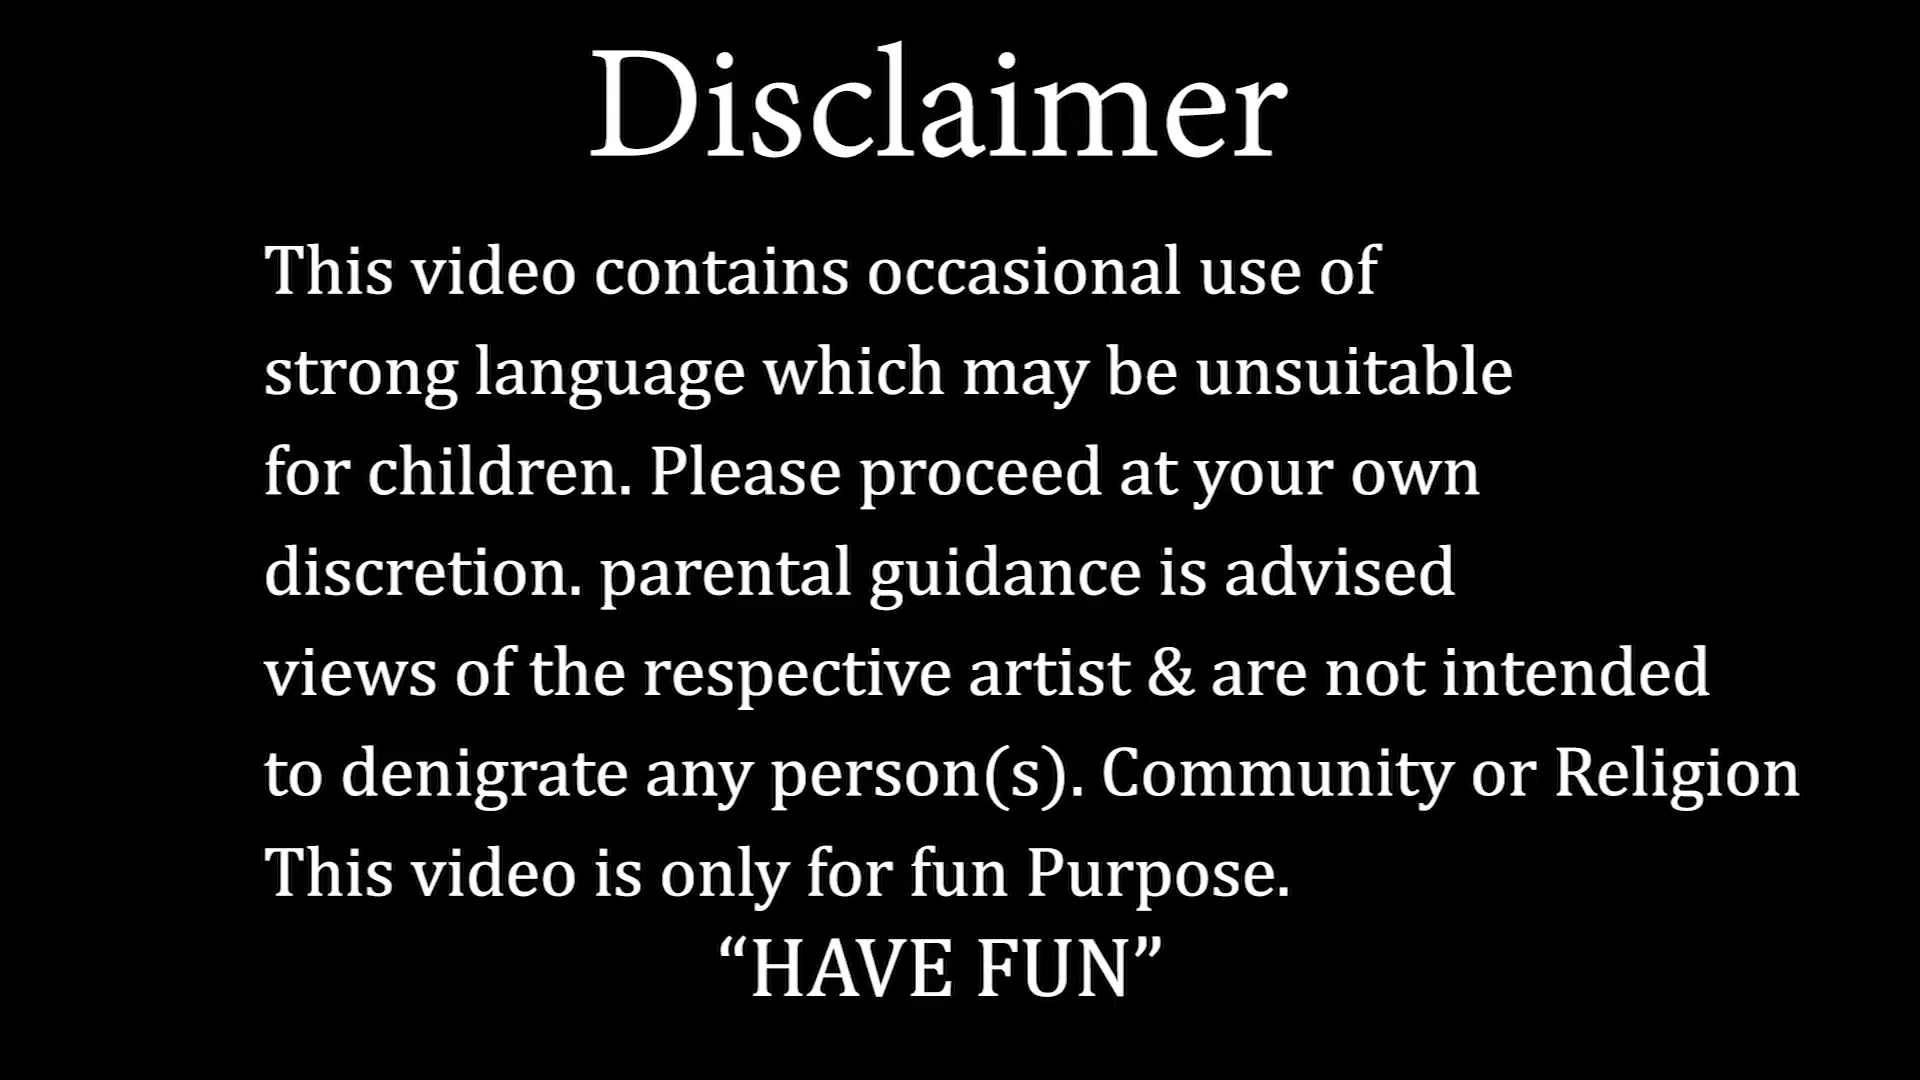 Disclaimer
This video contains occasional use of
strong language which may be unsuitable
for children. Please proceed at your own
discretion. parental guidance is advised
views of the respective artist & are not intended
to denigrate any person(s). Community or Religion
This video is only for fun Purpose.
“HAVE FUN”